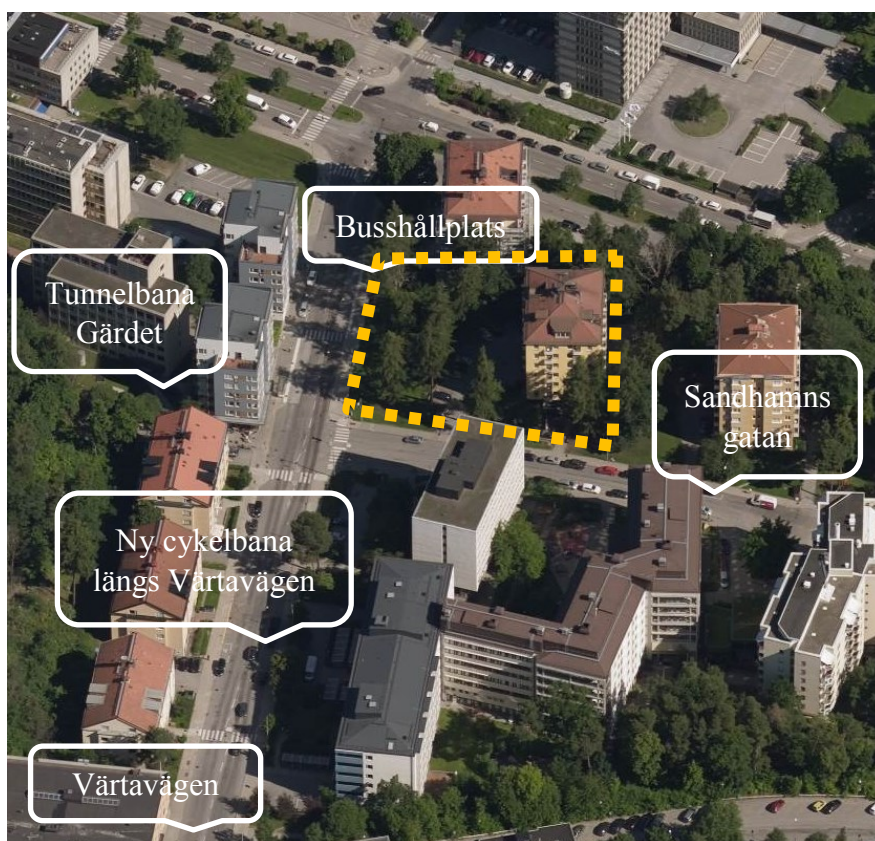 Busshållplats
Tunnelbana
Gärdet
Sandhamns
gatan
Ny cykelbana
längs Värtavägen
Värtavägen